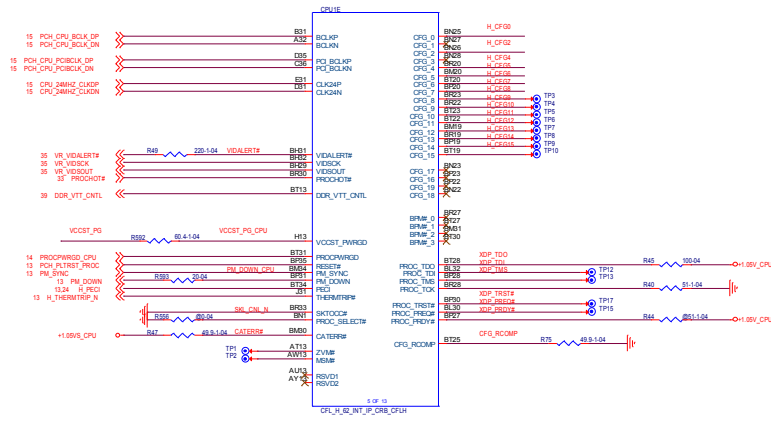 CPU1E
15 PCH_CPU_BCLK_DP B31 BCLKP
15 PCH_CPU_BCLK_DN A32 BCLKN
15 PCH_CPU_PCIBCLK_DP D35 PCI_BCLKP
15 PCH_CPU_PCIBCLK_DN C36 PCI_BCLKN
15 CPU_24MHZ_CLKDP E31 CLK24P
15 CPU_24MHZ_CLKDN D31 CLK24N
35 VR_VIDALERT# R49 220-1-04 VIDALERT# BH31 VIDALERT#
35 VR_VIDSCK BH32 VIDSCK
35 VR_VIDSOUT BH29 VIDSOUT
33 PROCHOT# BR30 PROCHOT#
39 DDR_VTT_CNTL BT13 DDR_VTT_CNTL
VCCST_PG R592 60.4-1-04 VCCST_PG_CPU H13 VCCST_PWRGD
14 PROCPWRGD_CPU BT31 PROCPWRGD
13 PCH_PLTRST_PROC BP35 RESET#
13 PM_SYNC BM34 PM_SYNC
13 PM_DOWN R593 20-04 PM_DOWN_CPU BP31 PM_DOWN
13,24 H_PECI BT34 PECI
13 H_THERMTRIP_N J31 THERMTRIP#
BR33 SKTOCC#
R556 @0-04 SKL_CNL_N BN1 PROC_SELECT#
+1.05VS_CPU R47 49.9-1-04 CATERR# BM30 CATERR#
TP1 AT13 ZVM#
TP2 AW13 MSM#
AU13 RSVD1
AY13 RSVD2
CFG_0 BN25 H_CFG0
CFG_1 BN27
CFG_2 BN26 H_CFG2
CFG_3 BN28
CFG_4 BR20 H_CFG4
CFG_5 BM20 H_CFG5
CFG_6 BT20 H_CFG6
CFG_7 BP20 H_CFG7
CFG_8 BR23 H_CFG8 TP3
CFG_9 BR22 H_CFG9 TP4
CFG_10 BT23 H_CFG10 TP5
CFG_11 BT22 H_CFG11 TP6
CFG_12 BM19 H_CFG12 TP7
CFG_13 BR19 H_CFG13 TP8
CFG_14 BP19 H_CFG14 TP9
CFG_15 BT19 H_CFG15 TP10
CFG_17 BN23
CFG_16 BP23
CFG_19 BP22
CFG_18 BN22
BPM#_0 BR27
BPM#_1 BT27
BPM#_2 BM31
BPM#_3 BT30
PROC_TDO BT28 XDP_TDO R45 100-04 +1.05V_CPU
PROC_TDI BL32 XDP_TDI TP12
PROC_TMS BP28 XDP_TMS TP13
PROC_TCK BR28 R40 51-1-04
PROC_TRST# BP30 XDP_TRST# TP17
PROC_PREQ# BL30 XDP_PREQ# TP15
PROC_PRDY# BP27 XDP_PRDY# R44 @51-1-04 +1.05V_CPU
CFG_RCOMP BT25 CFG_RCOMP R75 49.9-1-04
5 OF 13
CFL_H_62_INT_IP_CRB_CFLH